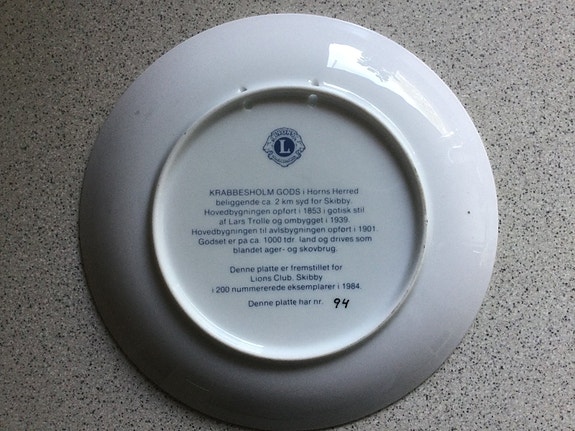 L
KRABBESHOLM GODS i Horns Herred
beliggende ca. 2 km syd for Skibby.
Hovedbygningen opført i 1853 i gotisk stil
af Lars Trolle og ombygget i 1939.
Hovedbygningen til avlsbygningen opført i 1901.
Godset er på ca. 1000 tdr. land og drives som
blandet ager- og skovbrug.
Denne platte er fremstillet for
Lions Club, Skibby
i 200 nummererede eksemplarer i 1984.
Denne platte har nr. 94